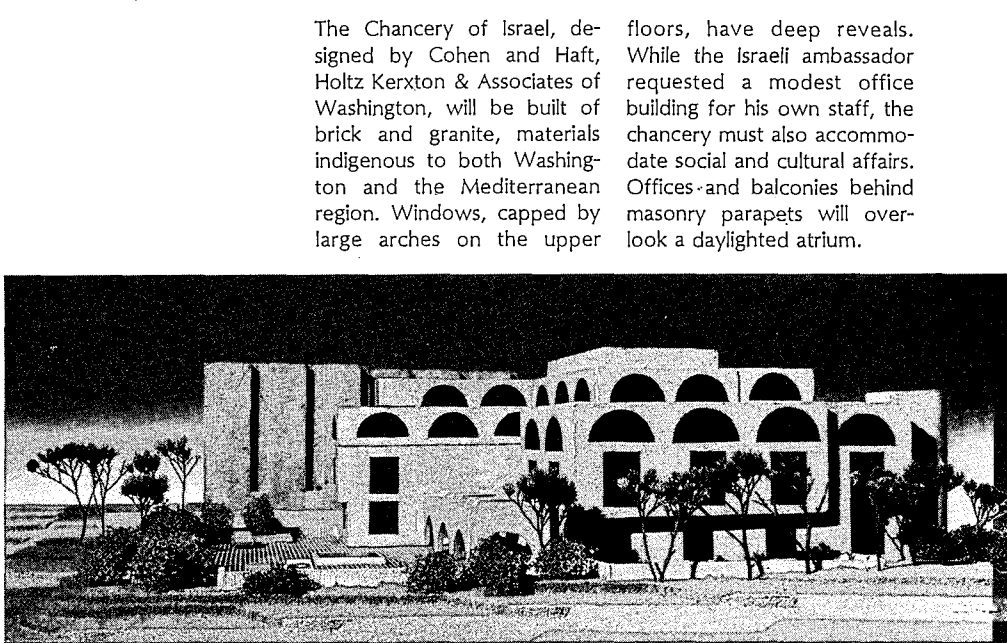 The Chancery of Israel, de-
signed by Cohen and Haft,
Holtz Kerxton & Associates of
Washington, will be built of
brick and granite, materials
indigenous to both Washing-
ton and the Mediterranean
region. Windows, capped by
large arches on the upper
floors, have deep reveals.
While the Israeli ambassador
requested a modest office
building for his own staff, the
chancery must also accommo-
date social and cultural affairs.
Offices and balconies behind
masonry parapets will over-
look a daylighted atrium.